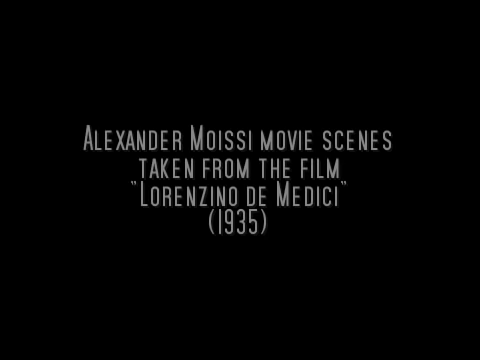 Alexander Moissi movie scenes
taken from the film
"Lorenzino de Medici"
(1935)